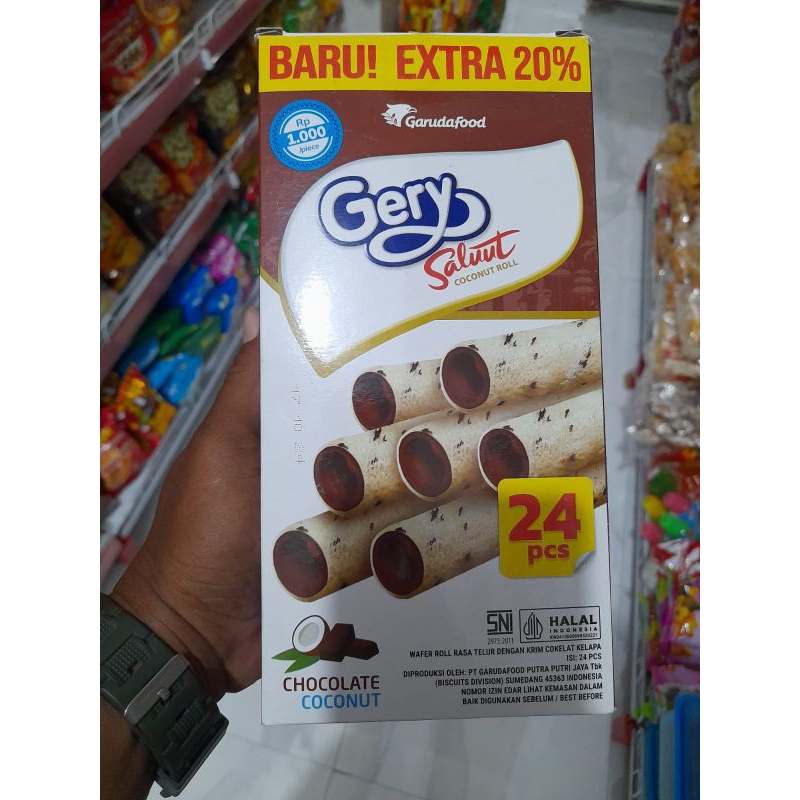 BARU! EXTRA 20%
Garudafood
Rp
1.000
/piece
Gery
Saluut
COCONUT ROLL
24
pcs
SNI
2973:2011
HALAL
INDONESIA
CHOCOLATE
COCONUT
WAFER ROLL RASA TELUR DENGAN KRIM COKELAT KELAPA
ISI: 24 PCS
DIPRODUKSI OLEH: PT GARUDAFOOD PUTRA PUTRI JAYA Tbk
(BISCUITS DIVISION) SUMEDANG 45363 INDONESIA
NOMOR IZIN EDAR LIHAT KEMASAN DALAM
BAIK DIGUNAKAN SEBELUM / BEST BEFORE